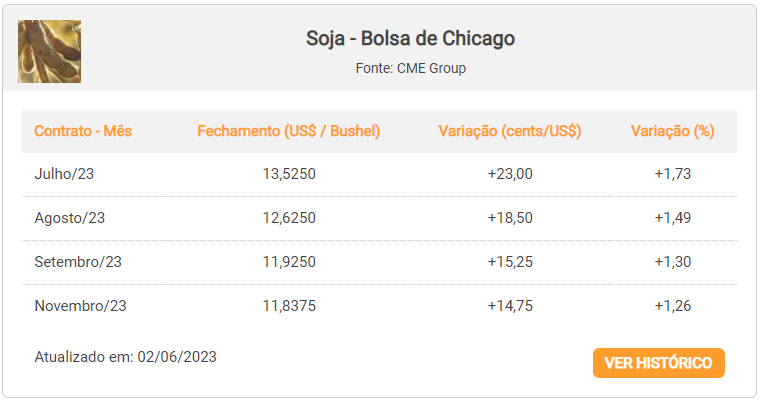 Soja - Bolsa de Chicago
Fonte: CME Group
Contrato - Mês Fechamento (US$ / Bushel) Variação (cents/US$) Variação (%)
Julho/23 13,5250 +23,00 +1,73
Agosto/23 12,6250 +18,50 +1,49
Setembro/23 11,9250 +15,25 +1,30
Novembro/23 11,8375 +14,75 +1,26
Atualizado em: 02/06/2023
VER HISTÓRICO